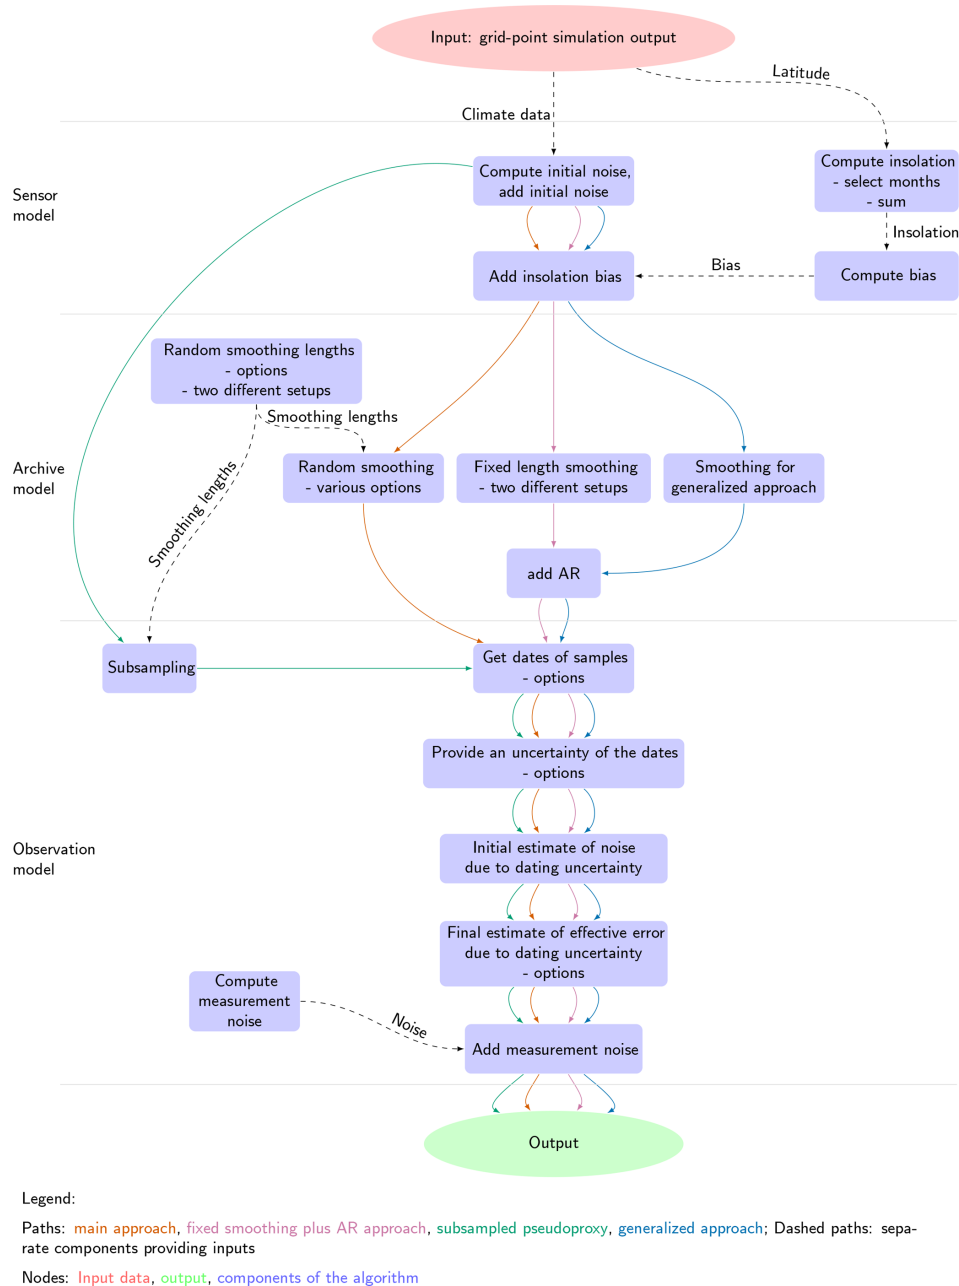 Input: grid-point simulation output
Latitude
Climate data
Sensor
model
Compute initial noise,
add initial noise
Compute insolation
- select months
- sum
Insolation
Add insolation bias
Bias
Compute bias
Random smoothing lengths
- options
- two different setups
Smoothing lengths
Smoothing lengths
Archive
model
Random smoothing
- various options
Fixed length smoothing
- two different setups
Smoothing for
generalized approach
add AR
Subsampling
Get dates of samples
- options
Provide an uncertainty of the dates
- options
Observation
model
Initial estimate of noise
due to dating uncertainty
Final estimate of effective error
due to dating uncertainty
- options
Compute
measurement
noise
Noise
Add measurement noise
Output
Legend:
Paths: main approach, fixed smoothing plus AR approach, subsampled pseudoproxy, generalized approach; Dashed paths: sepa-
rate components providing inputs
Nodes: Input data, output, components of the algorithm